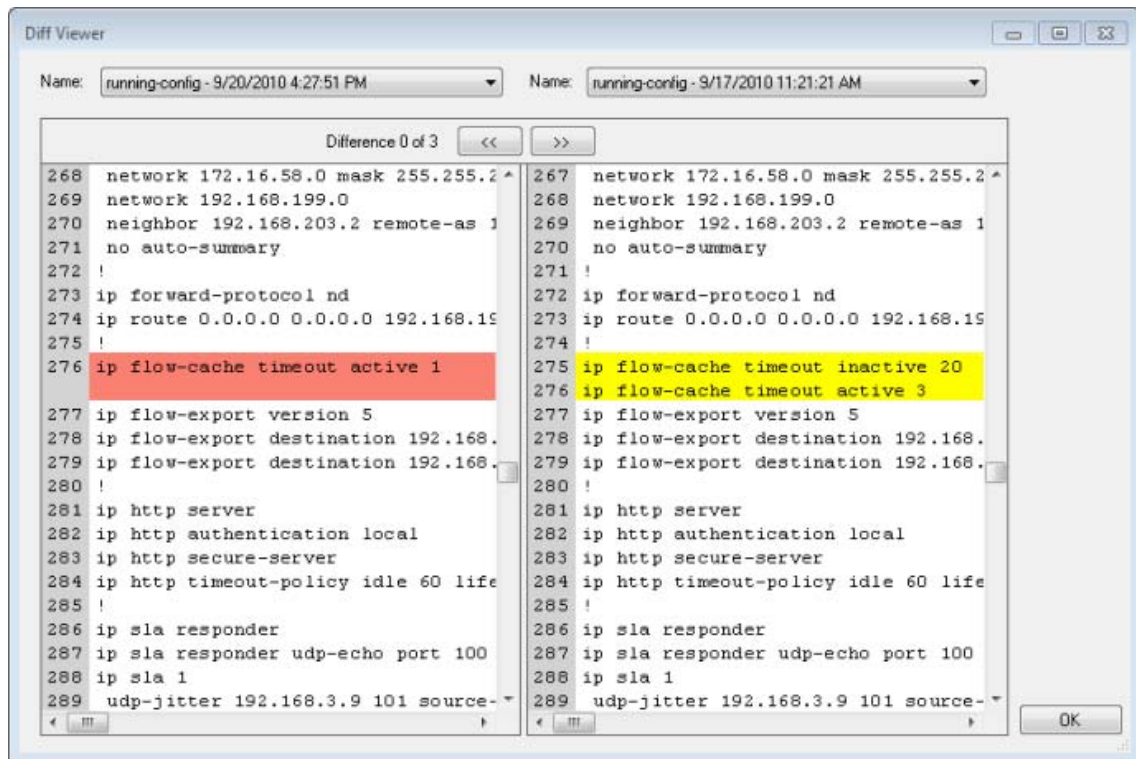 Diff Viewer
Name: running-config - 9/20/2010 4:27:51 PM
Name: running-config - 9/17/2010 11:21:21 AM
Difference 0 of 3 << >>
268 network 172.16.58.0 mask 255.255.2
269 network 192.168.199.0
270 neighbor 192.168.203.2 remote-as 1
271 no auto-summary
272 !
273 ip forward-protocol nd
274 ip route 0.0.0.0 0.0.0.0 192.168.19
275 !
276 ip flow-cache timeout active 1
277 ip flow-export version 5
278 ip flow-export destination 192.168.
279 ip flow-export destination 192.168.
280 !
281 ip http server
282 ip http authentication local
283 ip http secure-server
284 ip http timeout-policy idle 60 life
285 !
286 ip sla responder
287 ip sla responder udp-echo port 100
288 ip sla 1
289 udp-jitter 192.168.3.9 101 source-
267 network 172.16.58.0 mask 255.255.2
268 network 192.168.199.0
269 neighbor 192.168.203.2 remote-as 1
270 no auto-summary
271 !
272 ip forward-protocol nd
273 ip route 0.0.0.0 0.0.0.0 192.168.19
274 !
275 ip flow-cache timeout inactive 20
276 ip flow-cache timeout active 3
277 ip flow-export version 5
278 ip flow-export destination 192.168.
279 ip flow-export destination 192.168.
280 !
281 ip http server
282 ip http authentication local
283 ip http secure-server
284 ip http timeout-policy idle 60 life
285 !
286 ip sla responder
287 ip sla responder udp-echo port 100
288 ip sla 1
289 udp-jitter 192.168.3.9 101 source-
OK